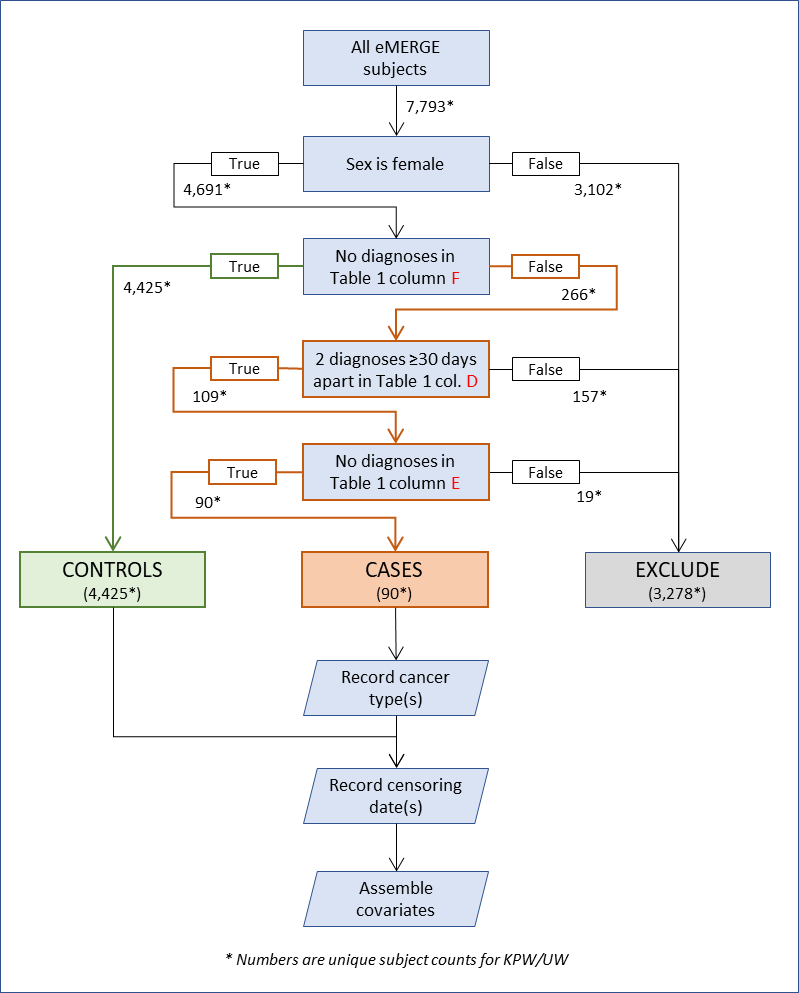 All eMERGE
subjects
7,793*
True
Sex is female
False
4,691*
3,102*
True
No diagnoses in
Table 1 column F
False
4,425*
266*
True
2 diagnoses ≥30 days
apart in Table 1 col. D
False
109*
157*
True
No diagnoses in
Table 1 column E
False
90*
19*
CONTROLS
(4,425*)
CASES
(90*)
EXCLUDE
(3,278*)
Record cancer
type(s)
Record censoring
date(s)
Assemble
covariates
* Numbers are unique subject counts for KPW/UW